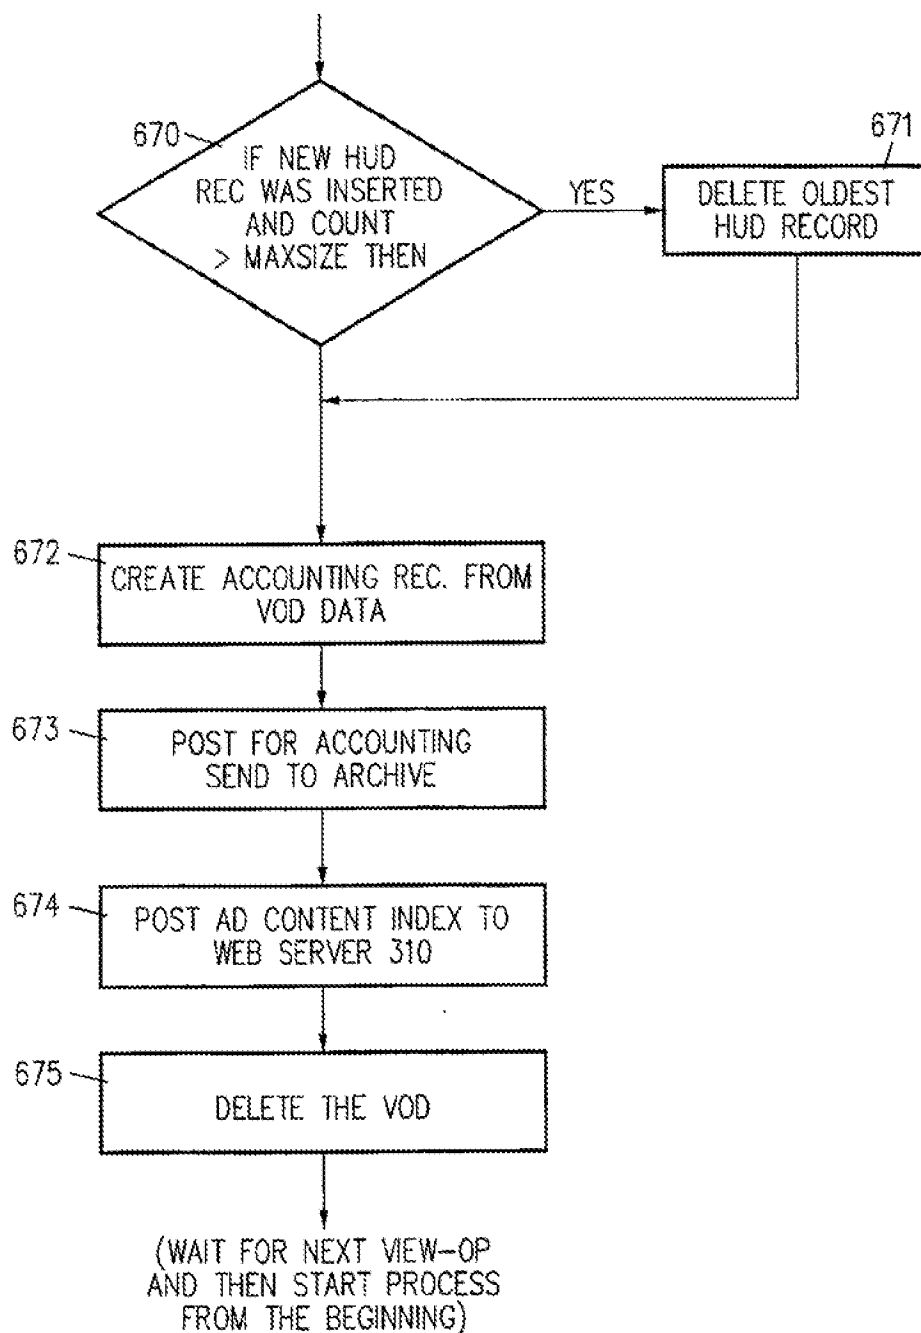 670
IF NEW HUD
REC WAS INSERTED
AND COUNT
> MAXSIZE THEN
YES
671
DELETE OLDEST
HUD RECORD
672
CREATE ACCOUNTING REC. FROM
VOD DATA
673
POST FOR ACCOUNTING
SEND TO ARCHIVE
674
POST AD CONTENT INDEX TO
WEB SERVER 310
675
DELETE THE VOD
(WAIT FOR NEXT VIEW-OP
AND THEN START PROCESS
FROM THE BEGINNING)